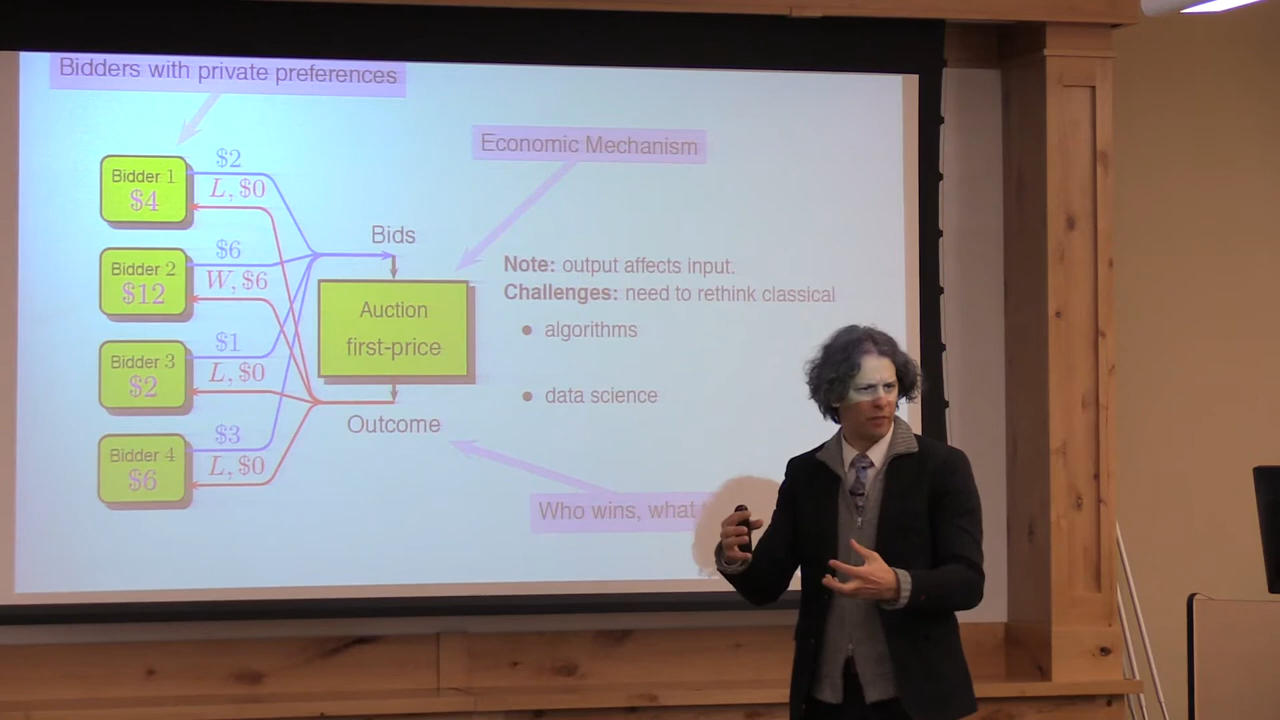 Bidders with private preferences
Economic Mechanism
Bidder 1
$4
$2
L, $0
Bidder 2
$12
$6
W, $6
Bidder 3
$2
$1
L, $0
Bidder 4
$6
$3
L, $0
Bids
Auction
first-price
Outcome
Note: output affects input.
Challenges: need to rethink classical
● algorithms
● data science
Who wins, what